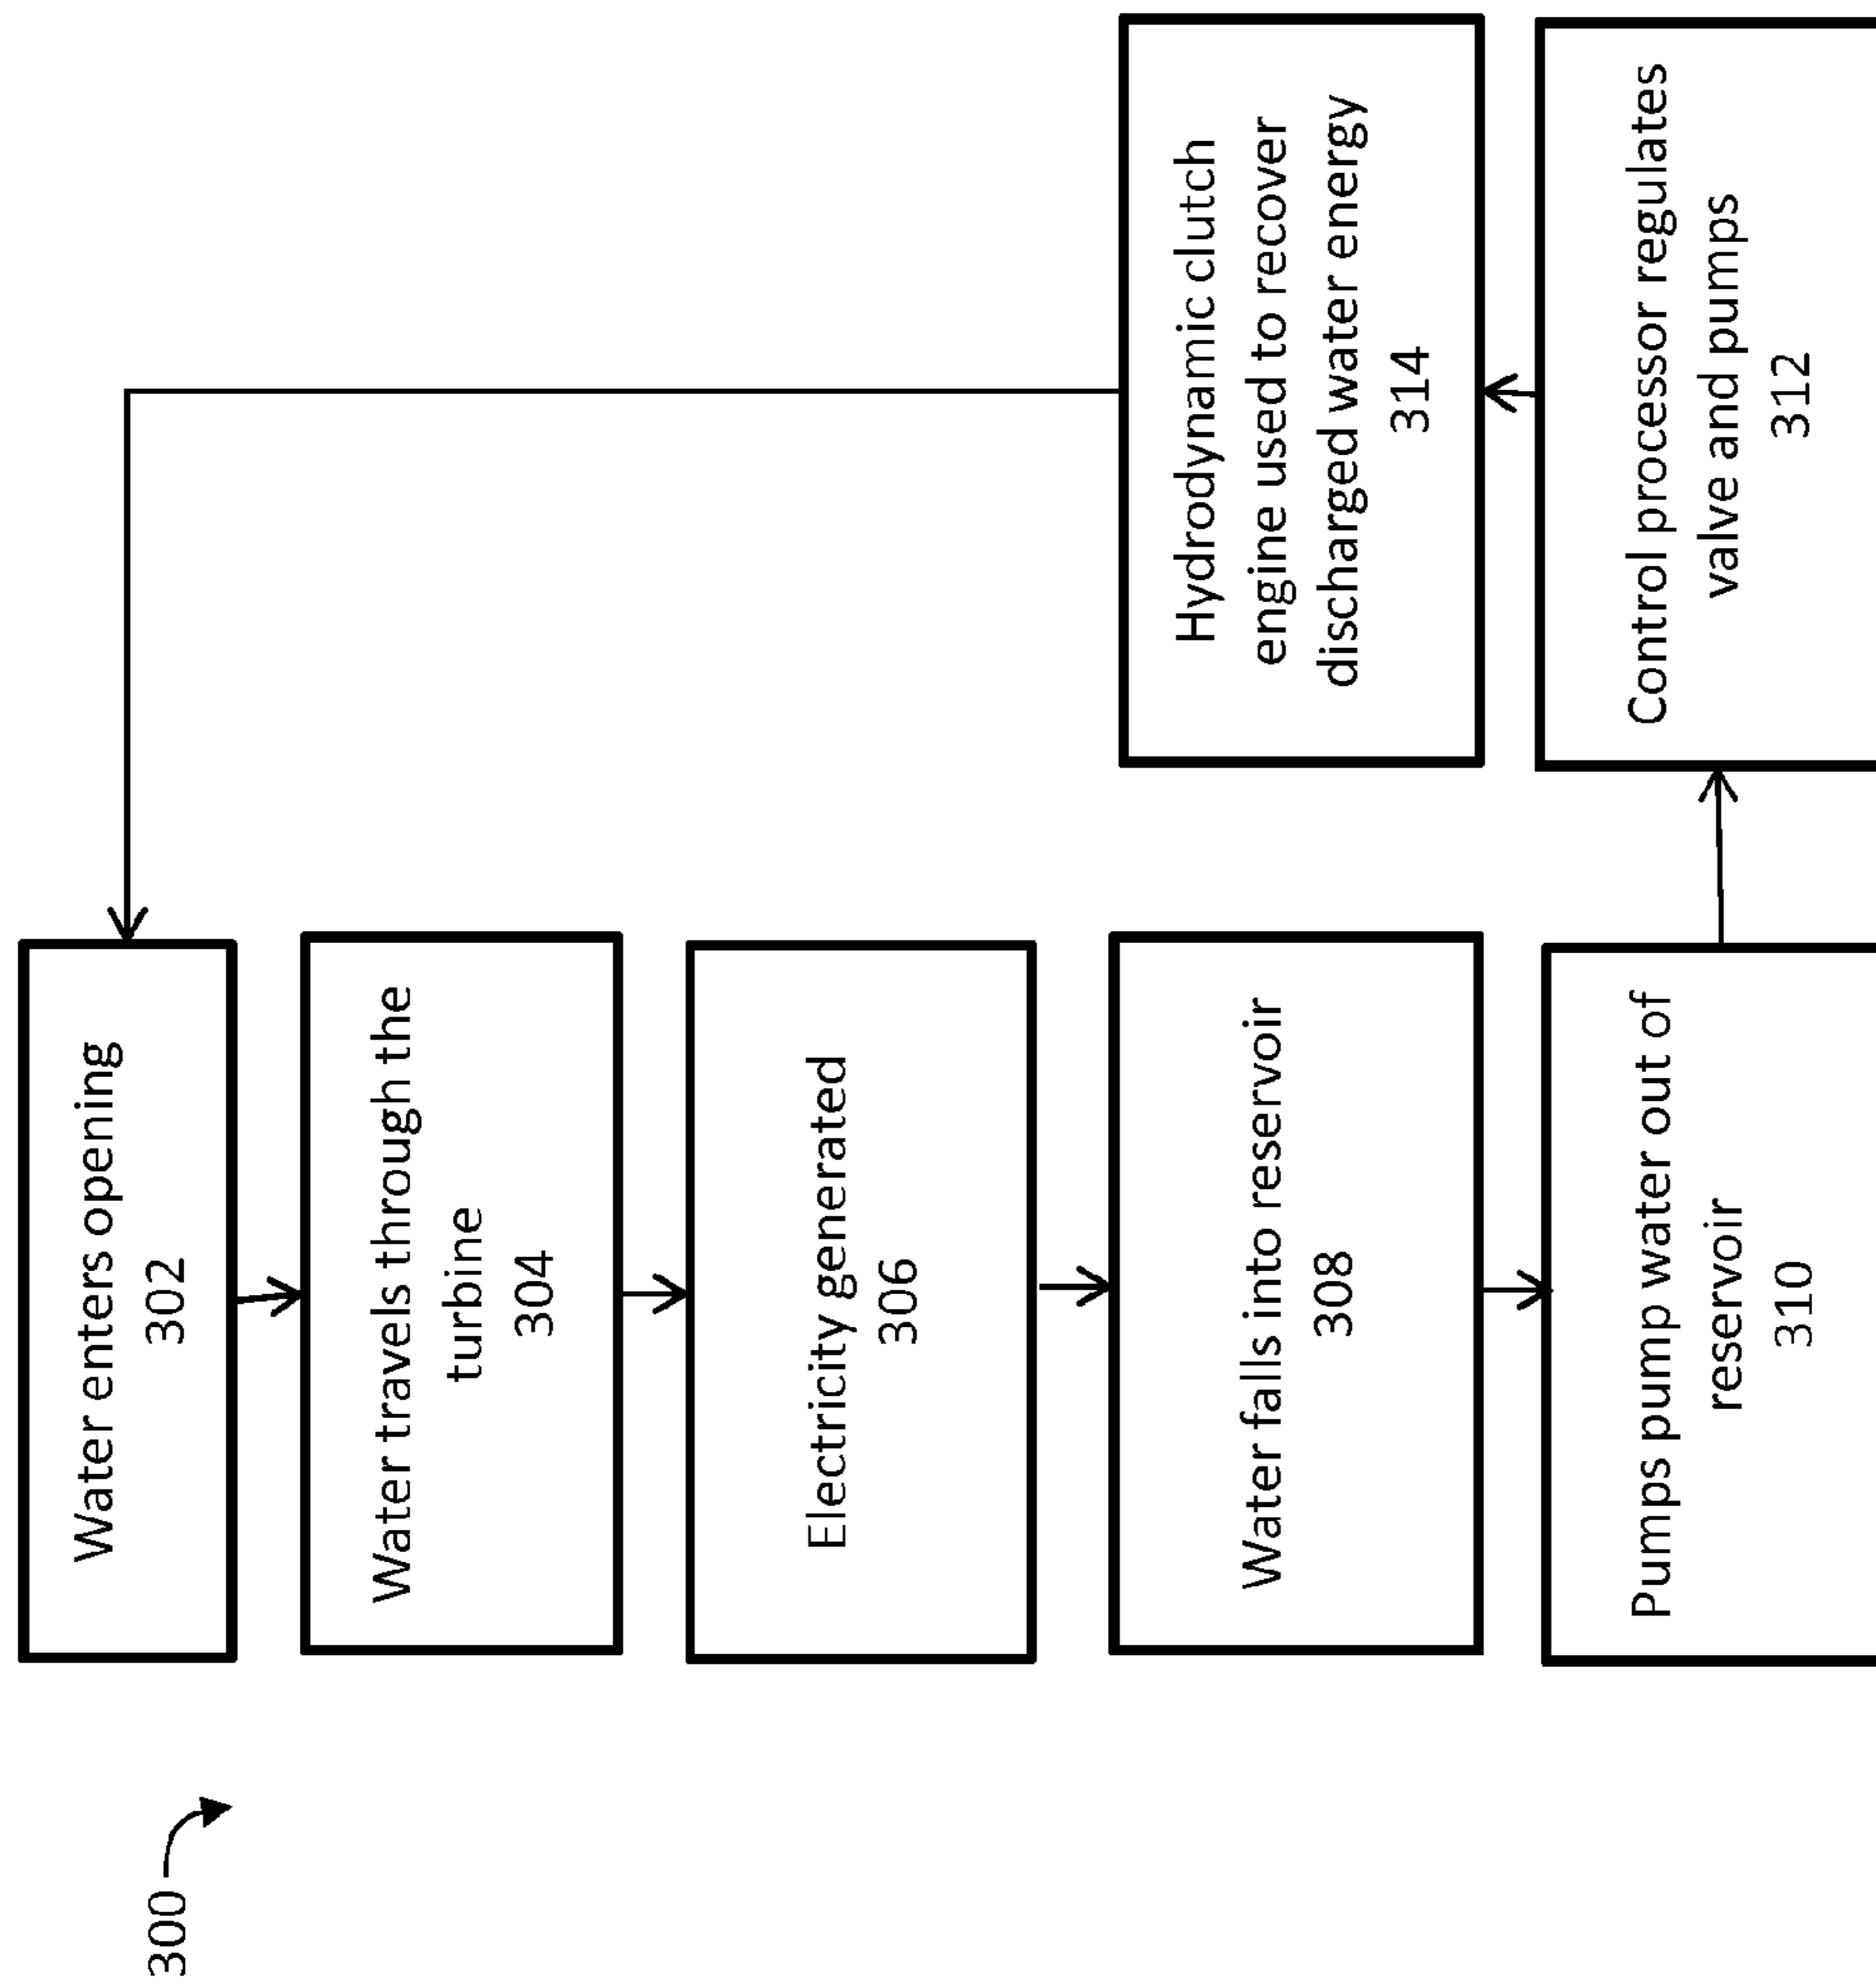 300
Water enters opening
302
Water travels through the
turbine
304
Electricity generated
306
Water falls into reservoir
308
Pumps pump water out of
reservoir
310
Control processor regulates
valve and pumps
312
Hydrodynamic clutch
engine used to recover
discharged water energy
314